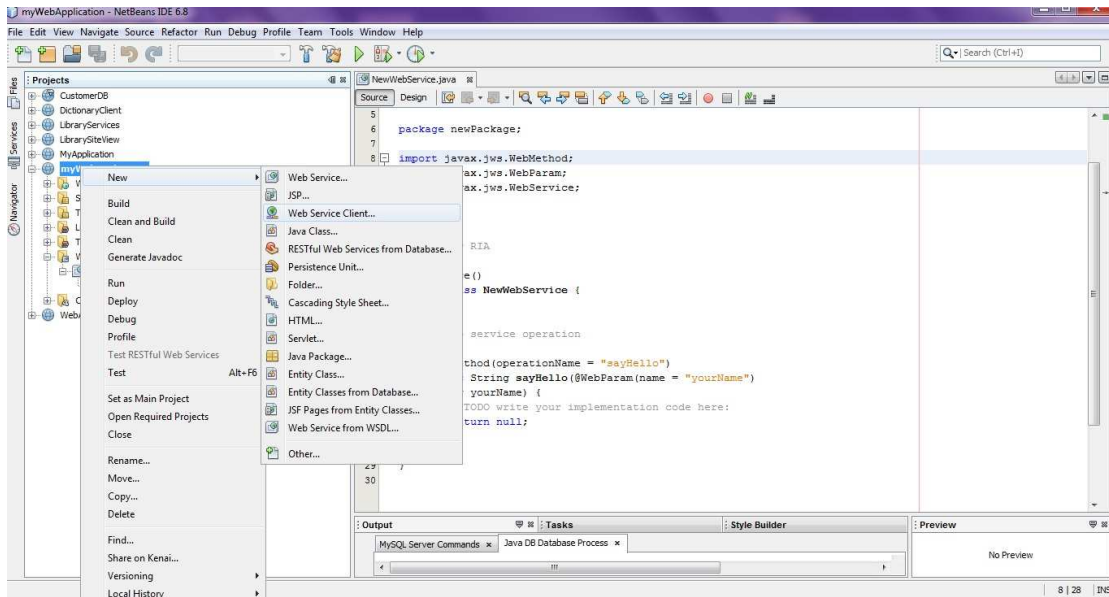 myWebApplication - NetBeans IDE 6.8
File Edit View Navigate Source Refactor Run Debug Profile Team Tools Window Help
Search (Ctrl+I)
Files
Services
Navigator
Projects
CustomerDB
DictionaryClient
LibraryServices
LibrarySiteView
MyApplication
New
Build
Clean and Build
Clean
Generate Javadoc
Run
Deploy
Debug
Profile
Test RESTful Web Services
Test Alt+F6
Set as Main Project
Open Required Projects
Close
Rename...
Move...
Copy...
Delete
Find...
Share on Kenai...
Versioning
Local History
Web Service...
JSP...
Web Service Client...
Java Class...
RESTful Web Services from Database...
Persistence Unit...
Folder...
Cascading Style Sheet...
HTML...
Servlet...
Java Package...
Entity Class...
Entity Classes from Database...
JSF Pages from Entity Classes...
Web Service from WSDL...
Other...
NewWebService.java
Source Design
5
6 package newPackage;
7
8 import javax.jws.WebMethod;
ax.jws.WebParam;
ax.jws.WebService;
RIA
e()
ss NewWebService {
service operation
thod(operationName = "sayHello")
String sayHello(@WebParam(name = "yourName")
yourName) {
TODO write your implementation code here:
turn null;
29 }
30
Output Tasks Style Builder
MySQL Server Commands Java DB Database Process
Preview
No Preview
8 | 28 INS